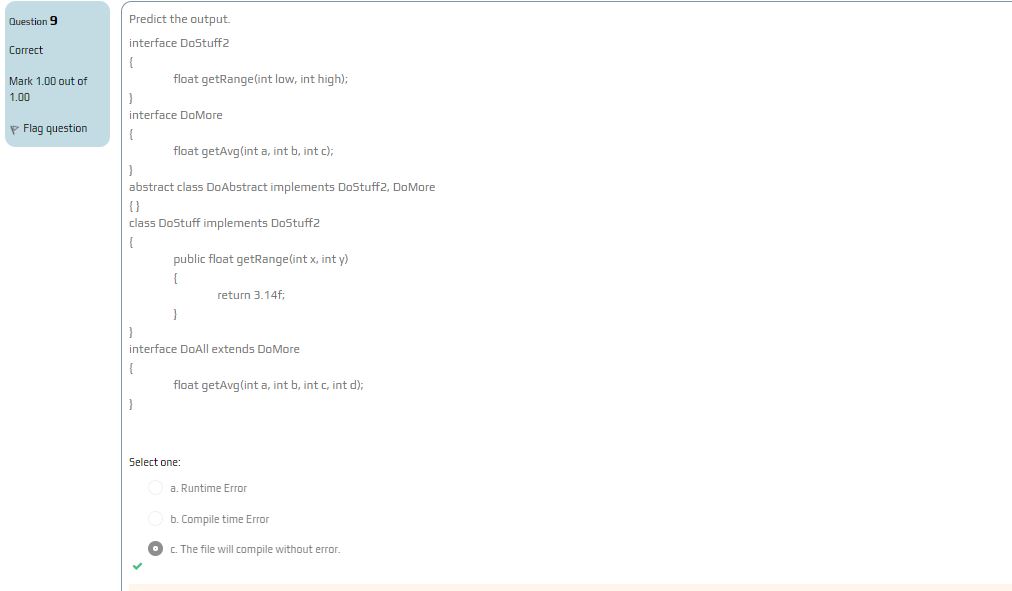 Question 9
Correct
Mark 1.00 out of
1.00
Flag question
Predict the output.
interface DoStuff2
{
float getRange(int low, int high);
}
interface DoMore
{
float getAvg(int a, int b, int c);
}
abstract class DoAbstract implements DoStuff2, DoMore
{ }
class DoStuff implements DoStuff2
{
public float getRange(int x, int y)
{
return 3.14f;
}
}
interface DoAll extends DoMore
{
float getAvg(int a, int b, int c, int d);
}
Select one:
a. Runtime Error
b. Compile time Error
c. The file will compile without error.